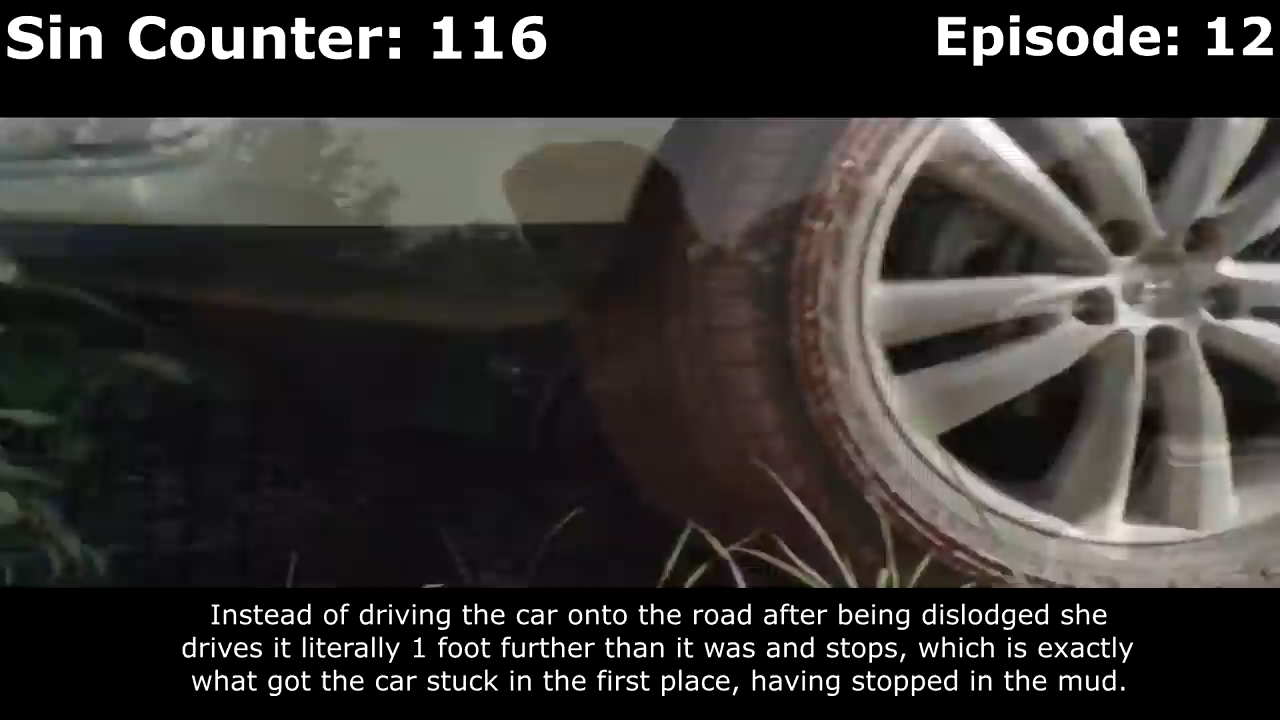 Sin Counter: 116
Episode: 12
Instead of driving the car onto the road after being dislodged she
drives it literally 1 foot further than it was and stops, which is exactly
what got the car stuck in the first place, having stopped in the mud.